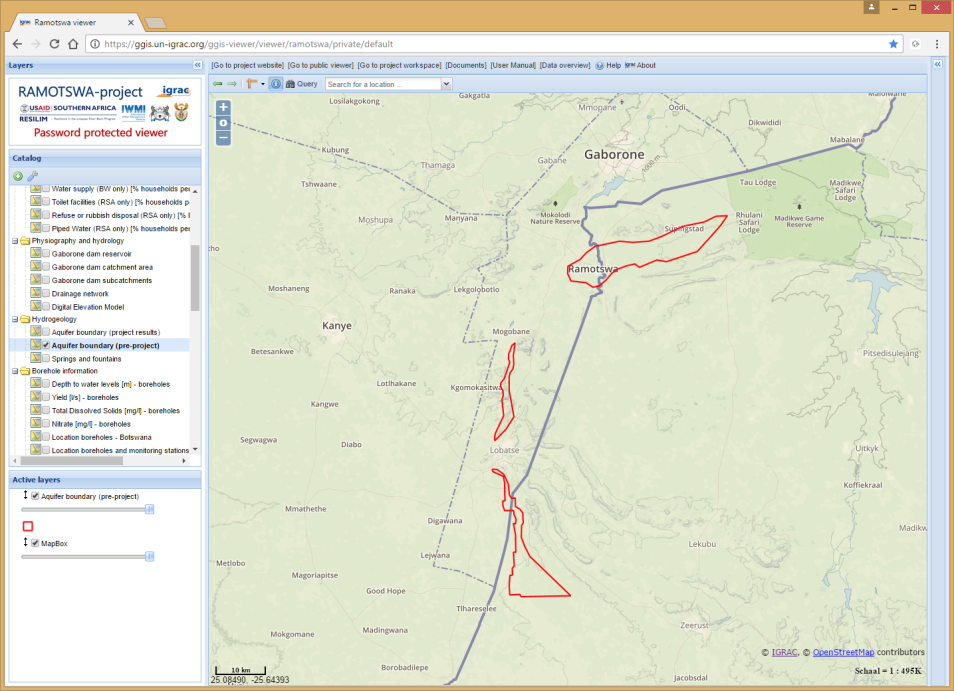 Ramotswa viewer
https://ggis.un-igrac.org/ggis-viewer/viewer/ramotswa/private/default
Layers
[Go to project website] [Go to public viewer] [Go to project workspace] [Documents] [User Manual] [Data overview] Help About
Query Search for a location ...
RAMOTSWA-project igrac
USAID SOUTHERN AFRICA IWMI
RESILIM
Password protected viewer
Catalog
Water supply (BW only) [% households per
Toilet facilities (RSA only) [% households p
Refuse or rubbish disposal (RSA only) [%
Piped Water (RSA only) [% households per
Physiography and hydrology
Gaborone dam reservoir
Gaborone dam catchment area
Gaborone dam subcatchments
Drainage network
Digital Elevation Model
Hydrogeology
Aquifer boundary (project results)
Aquifer boundary (pre-project)
Springs and fountains
Borehole information
Depth to water levels [m] - boreholes
Yield [l/s] - boreholes
Total Dissolved Solids [mg/l] - boreholes
Nitrate [mg/l] - boreholes
Location boreholes - Botswana
Location boreholes and monitoring stations
Active layers
Aquifer boundary (pre-project)
MapBox
Gakgatla
Losilakgokong
Mmopane
Oodi
Dikwididi
Mabalane
Kubung
Thamaga
Gabane
Gaborone
Tshwaane
Tau Lodge
Madikwe
Safari
Lodge
Moshupa
Manyana
Mokolodi
Nature Reserve
Rhulani
Safari
Lodge
Madikwe Game
Reserve
Supingstad
Ramotswa
Moshaneng
Ranaka
Lekgolobotlo
Kanye
Mogobane
Betesankwe
Pitsedisulejang
Lotlhakane
Kgomokasitwa
Kangwe
Segwagwa
Diabo
Lobatse
Uitkyk
Koffiekraal
Mmathethe
Digawana
Madikw
Lejwana
Lekubu
Metlobo
Magoriapitse
Good Hope
Tlhareselee
Zeerust
Madingwana
Mokgomane
Borobadilepe
Jacobsdal
© IGRAC, © OpenStreetMap contributors
10 km
Schaal = 1 : 495K
25.08490, -25.64393